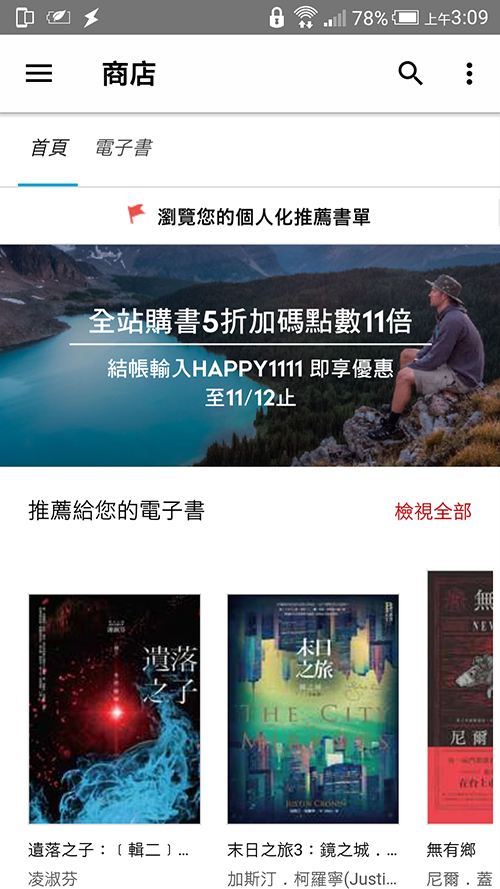 78% 上午3:09
商店
首頁 電子書
瀏覽您的個人化推薦書單
全站購書5折加碼點數11倍
結帳輸入HAPPY1111 即享優惠
至11/12止
推薦給您的電子書 檢視全部
遺落
之子
末日
之旅
THE CITY
MIRRORS
JUSTIN CRONIN
無
NEV
尼爾
在台上市
遺落之子：﹝輯二﹞...
凌淑芬
末日之旅3：鏡之城．...
加斯汀．柯羅寧(Justi...
無有鄉
尼爾．蓋